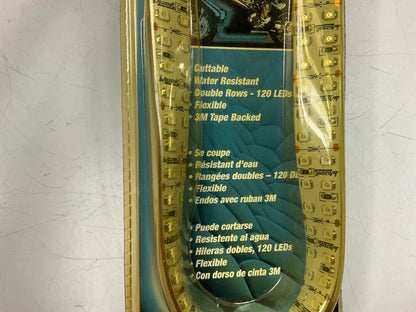 Cuttable
Water Resistant
Double Rows - 120 LEDs
Flexible
• 3M Tape Backed
• Se coupe
• Résistant d'eau
• Rangées doubles – 120 DE
• Flexible
• Endos avec ruban 3M
• Puede cortarse
• Resistente al agua
• Hileras dobles, 120 LEDs
• Flexible
• Con dorso de cinta 3M